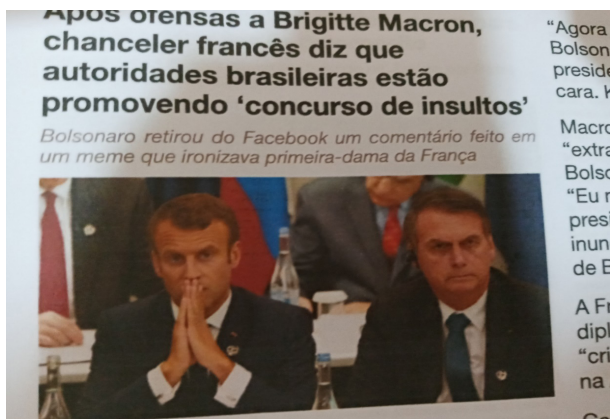 Após ofensas a Brigitte Macron,
chanceler francês diz que
autoridades brasileiras estão
promovendo ‘concurso de insultos’
Bolsonaro retirou do Facebook um comentário feito em
um meme que ironizava primeira-dama da França
“Agora
Bolson
preside
cara. K
Macro
“extra
Bolso
“Eu r
presi
inun
de E
A Fr
dipl
“cri
na